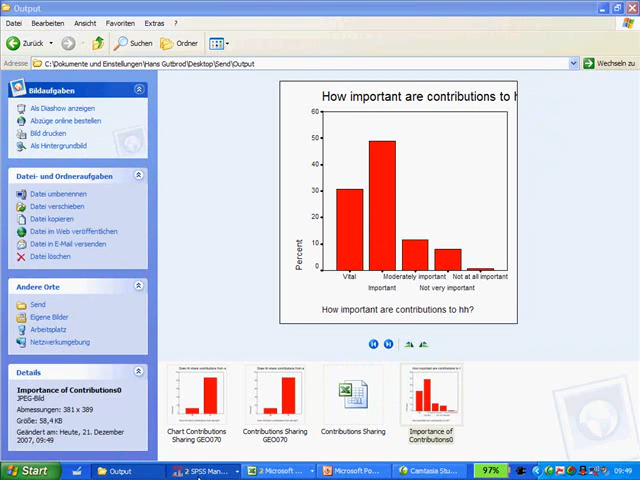 Output
Datei Bearbeiten Ansicht Favoriten Extras ?
Zurück Suchen Ordner
Adresse C:\Dokumente und Einstellungen\Hans Gutbrod\Desktop\Send\Output Wechseln zu
Bildaufgaben
Als Diashow anzeigen
Abzüge online bestellen
Bild drucken
Als Hintergrundbild
Datei- und Ordneraufgaben
Datei umbenennen
Datei verschieben
Datei kopieren
Datei im Web veröffentlichen
Datei in E-Mail versenden
Datei löschen
Andere Orte
Send
Eigene Bilder
Arbeitsplatz
Netzwerkumgebung
Details
Importance of Contributions0
JPEG-Bild
Abmessungen: 381 x 389
Größe: 58,4 KB
Geändert am: Heute, 21. Dezember
2007, 09:49
How important are contributions to h
60
50
40
30
20
10
0
Percent
Vital Moderately important Not at all important
Important Not very important
How important are contributions to hh?
Chart Contributions
Sharing GEO070
Contributions
Sharing GEO070
Contributions Sharing
Importance of
Contributions0
Start Output 2 SPSS Man... 2 Microsoft ... Microsoft Po... Camtasia Stu... 97% 09:49